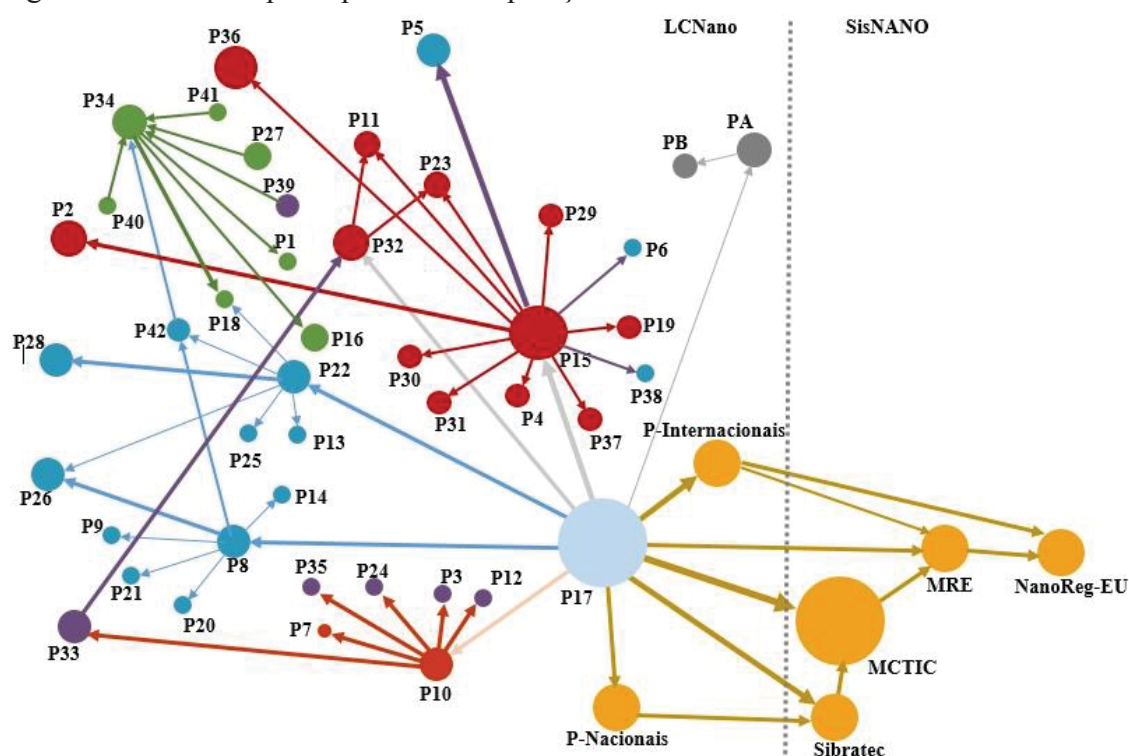 LCNano
SisNANO
P36
P5
P41
P34
P11
P27
PB
PA
P23
P39
P2
P40
P1
P32
P29
P6
P18
P42
P16
P19
P28
P22
P15
P30
P38
P31
P4
P37
P-Internacionais
P25
P13
P26
P14
P9
P8
P21
P35
P24
P3
P12
P17
MRE
NanoReg-EU
P20
P7
P33
P10
MCTIC
P-Nacionais
Sibratec